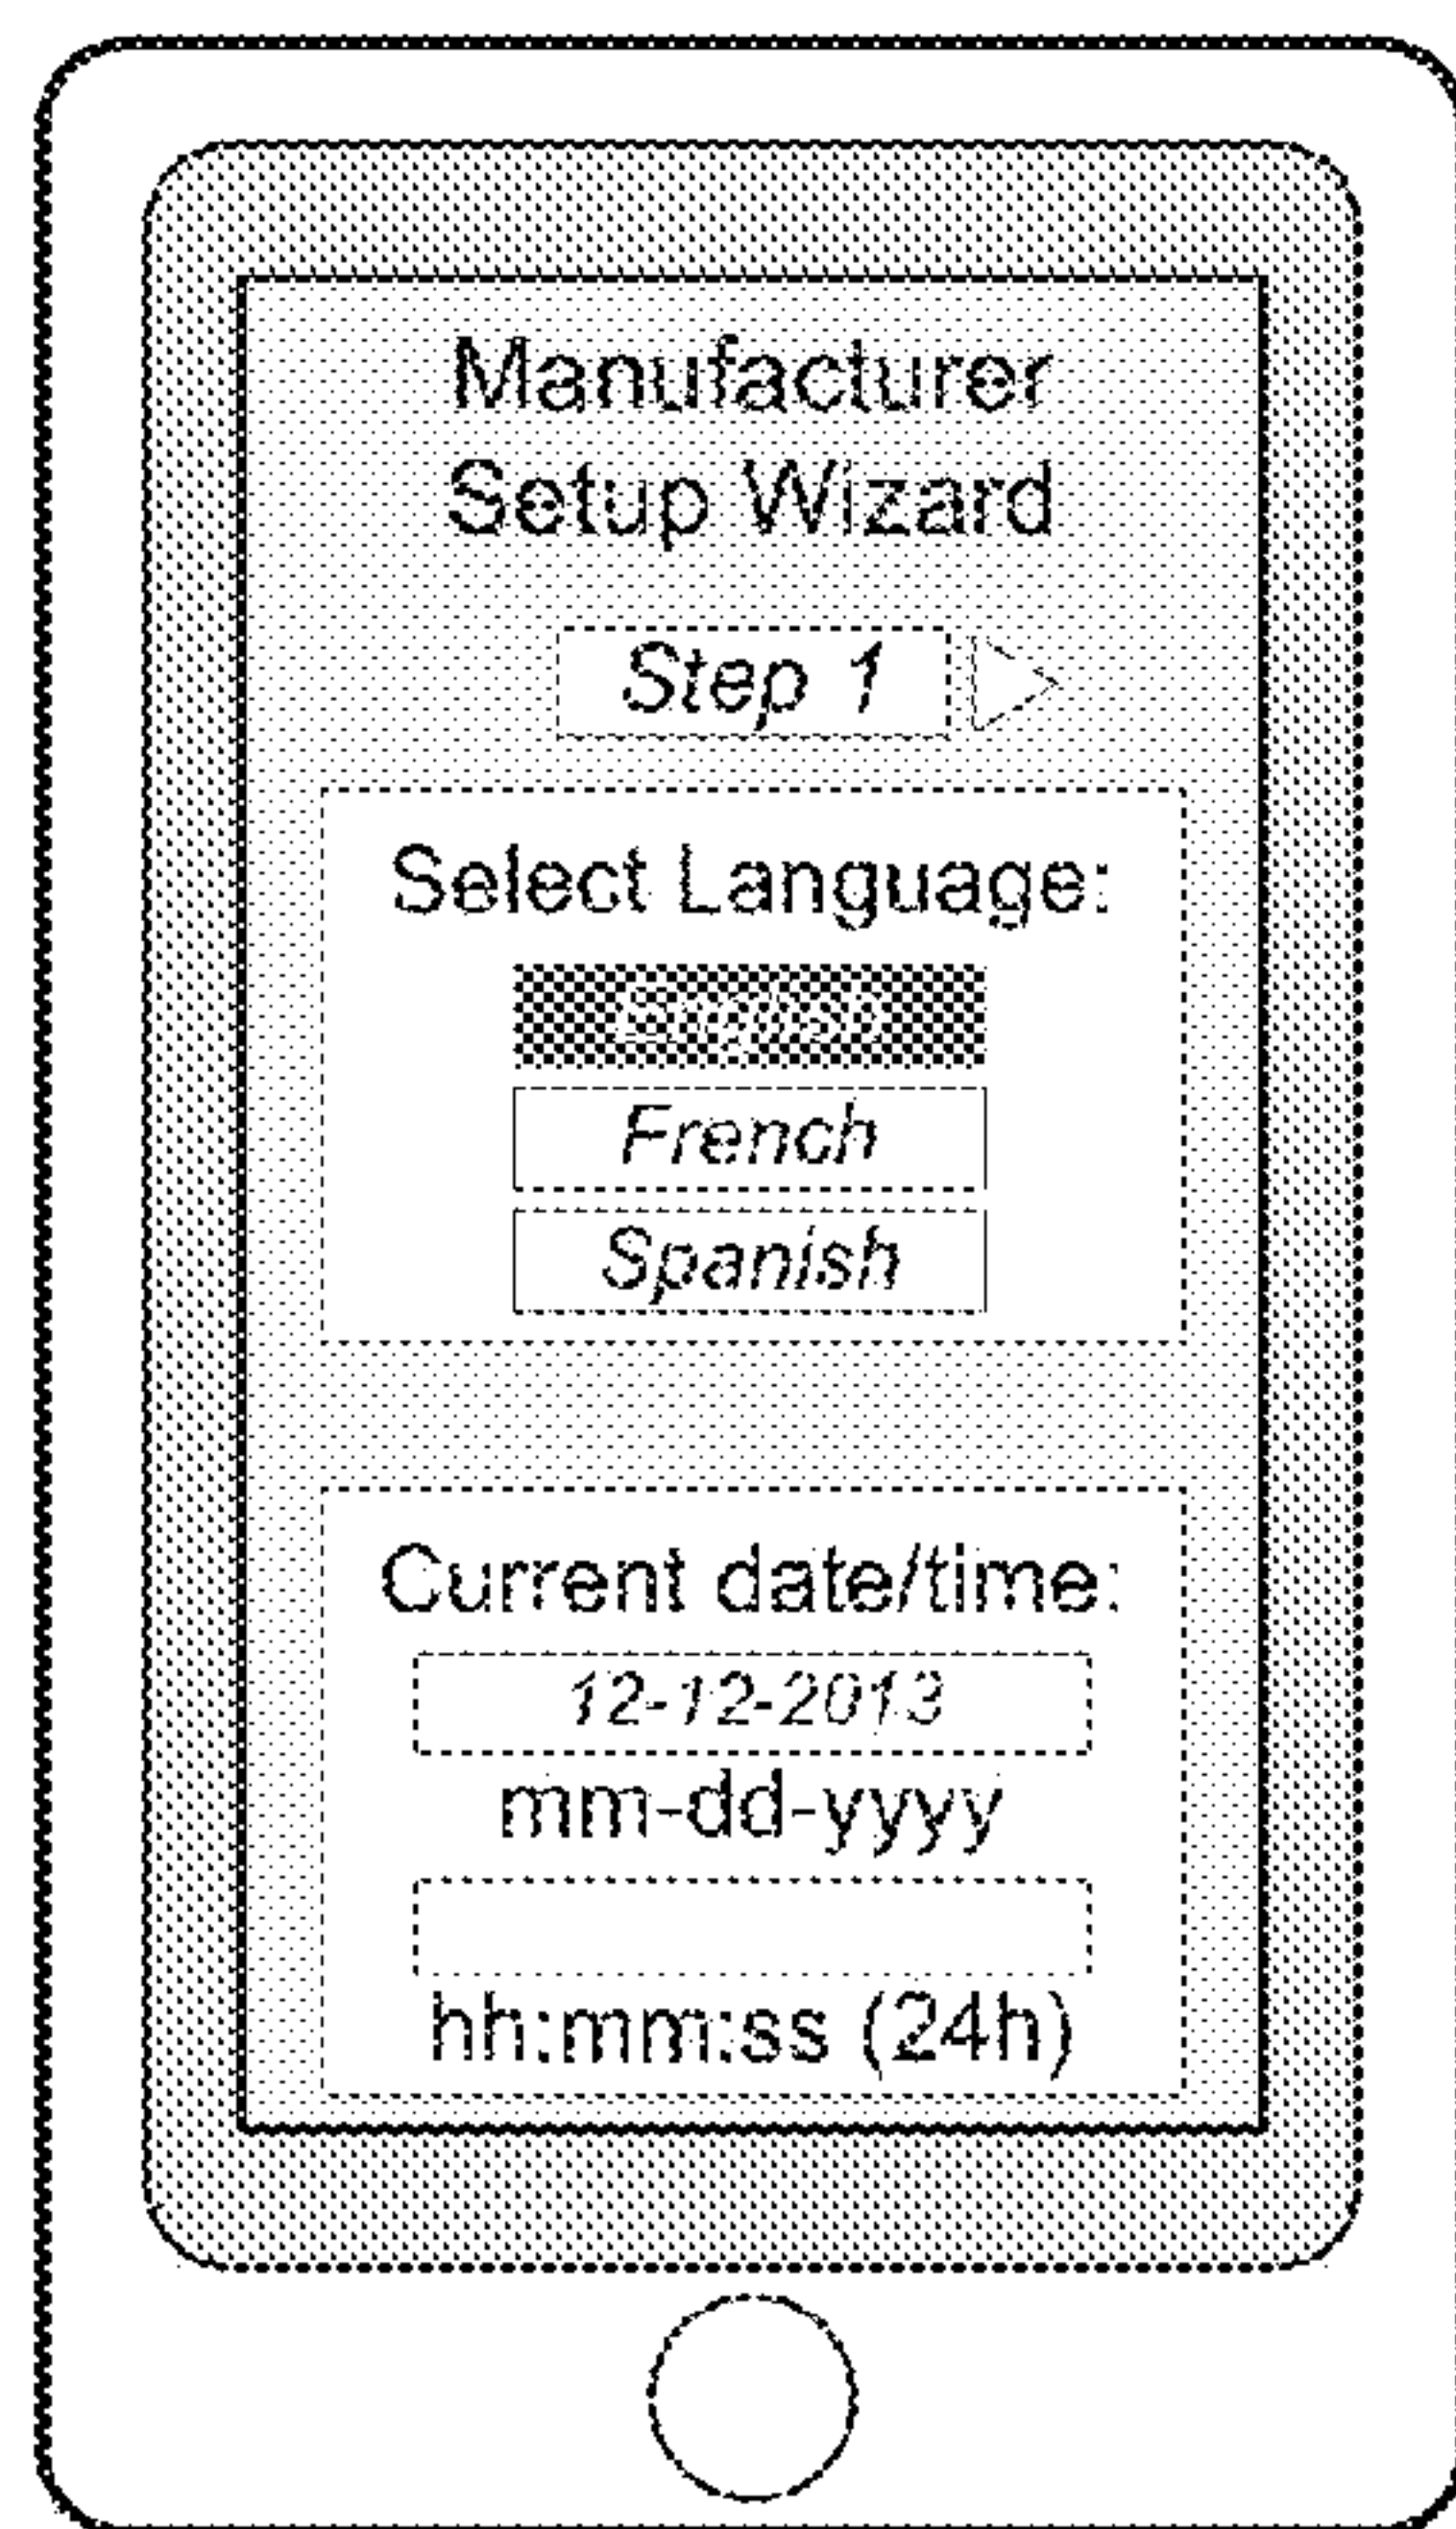 Manufacturer
Setup Wizard
Step 1
Select Language:
English
French
Spanish
Current date/time:
12-12-2013
mm-dd-yyyy
hh:mm:ss (24h)